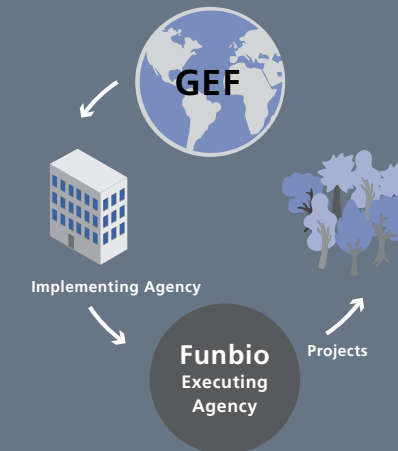 GEF
Implementing Agency
Funbio
Executing
Agency
Projects